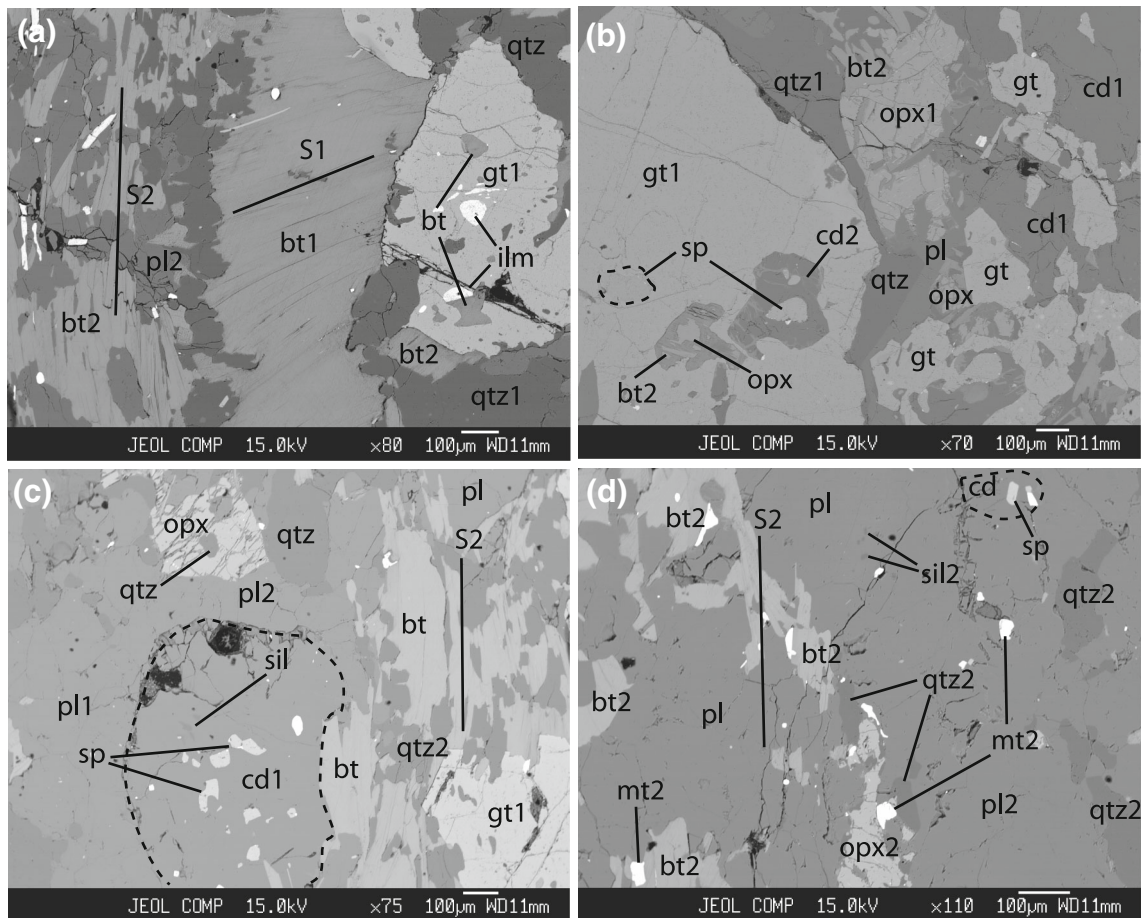 (a)
qtz
S1
gt1
S2
bt
bt1
ilm
pl2
bt2
bt2
qtz1
JEOL COMP 15.0kV ×80 100μm WD11mm
(b)
bt2
qtz1
gt
cd1
opx1
gt1
sp
cd2
cd1
pl
qtz
gt
opx
bt2
opx
gt
JEOL COMP 15.0kV ×70 100μm WD11mm
(c)
pl
opx
qtz
S2
qtz
pl2
bt
sil
pl1
sp
cd1
bt
qtz2
gt1
JEOL COMP 15.0kV ×75 100μm WD11mm
(d)
cd
bt2
S2
pl
sp
sil2
qtz2
bt2
bt2
qtz2
pl
mt2
mt2
pl2
qtz2
bt2
opx2
JEOL COMP 15.0kV ×110 100μm WD11mm